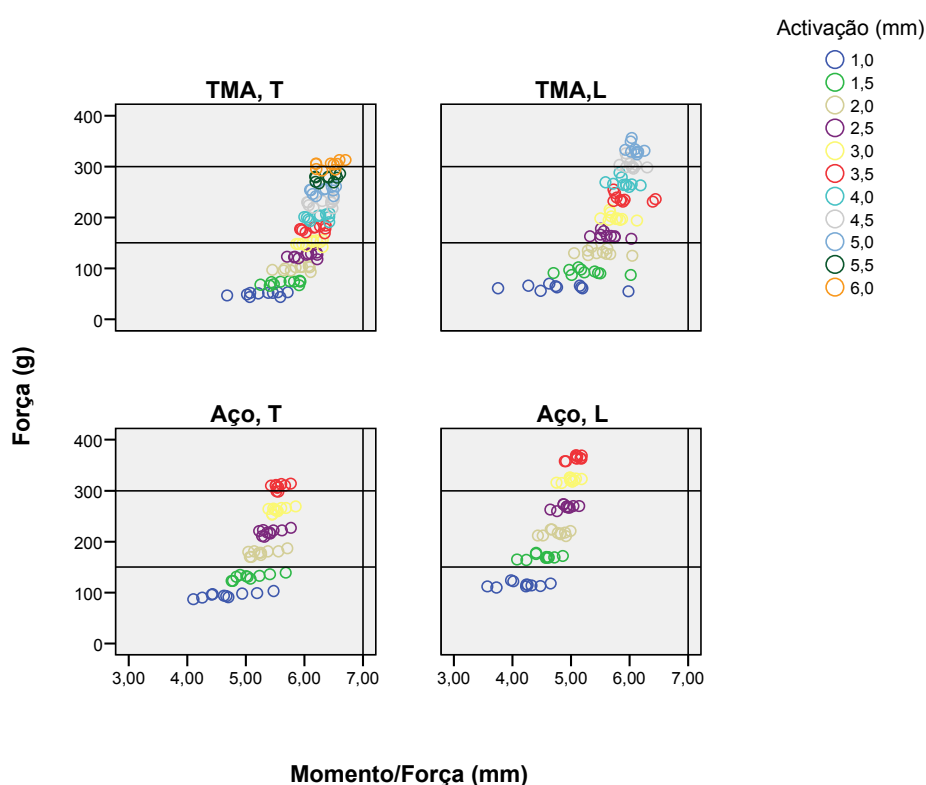 Activação (mm)
1,0
1,5
2,0
2,5
3,0
3,5
4,0
4,5
5,0
5,5
6,0
TMA, T
TMA,L
400
300
200
100
0
Força (g)
Aço, T
Aço, L
400
300
200
100
0
3,00 4,00 5,00 6,00 7,00
3,00 4,00 5,00 6,00 7,00
Momento/Força (mm)